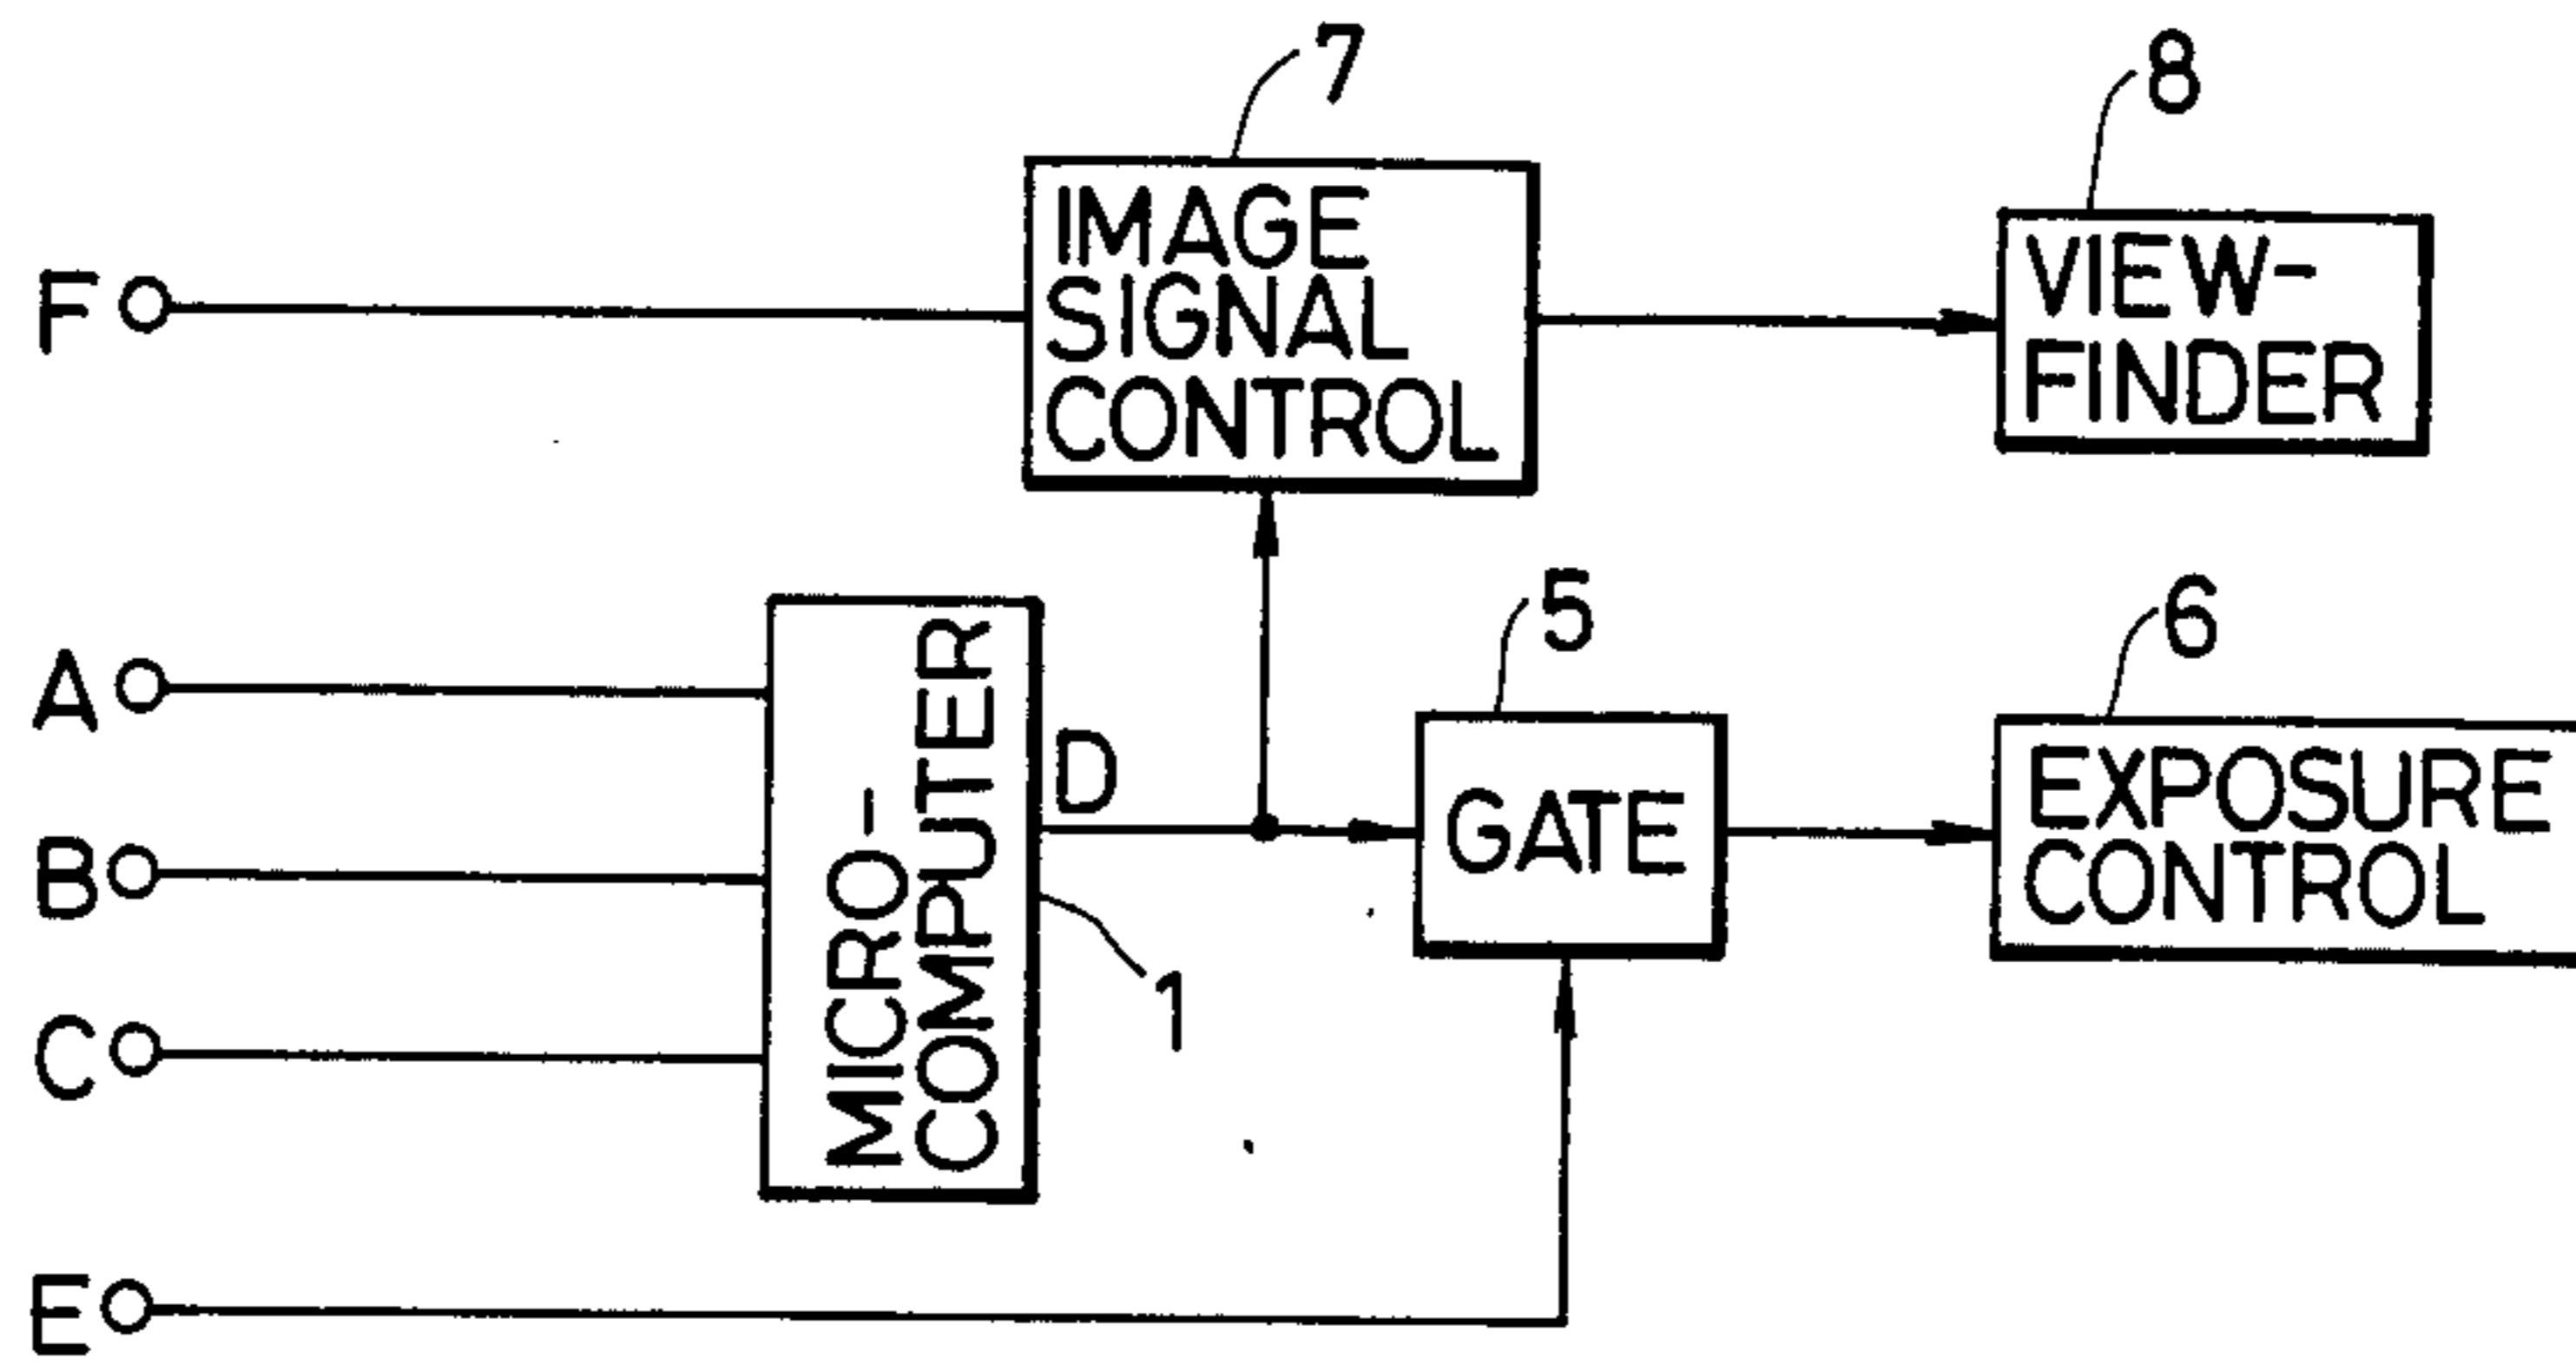 7
8
IMAGE
SIGNAL
CONTROL
VIEW-
FINDER
F
5
6
A
MICRO-
COMPUTER
D
GATE
EXPOSURE
CONTROL
B
1
C
E